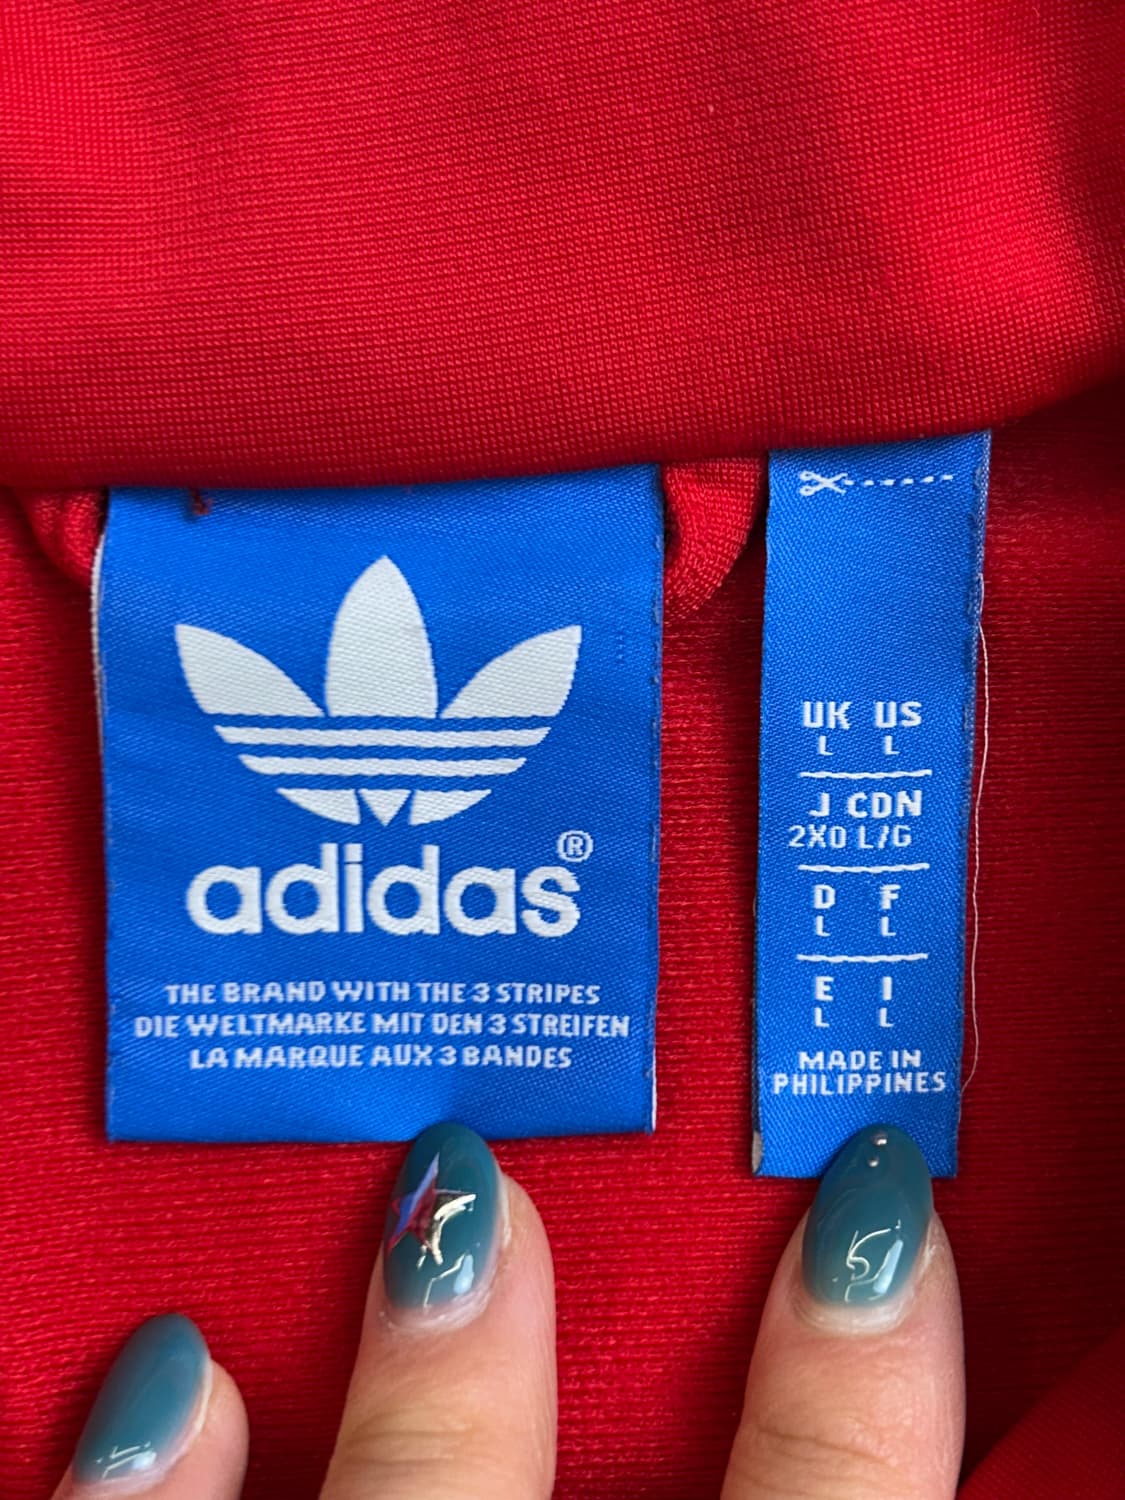 adidas®
THE BRAND WITH THE 3 STRIPES
DIE WELTMARKE MIT DEN 3 STREIFEN
LA MARQUE AUX 3 BANDES
UK US
L L
J CDN
2XO L/G
D F
L L
E I
L L
MADE IN
PHILIPPINES